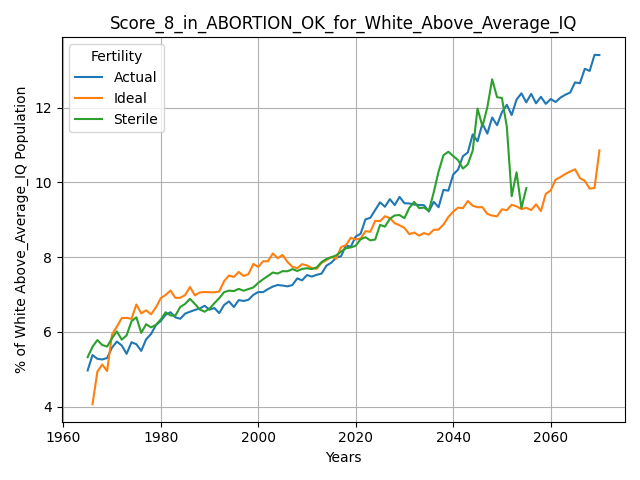 Score_8_in_ABORTION_OK_for_White_Above_Average_IQ
% of White Above_Average_IQ Population
Fertility
Actual
Ideal
Sterile
12
10
8
6
4
1960
1980
2000
2020
2040
2060
Years